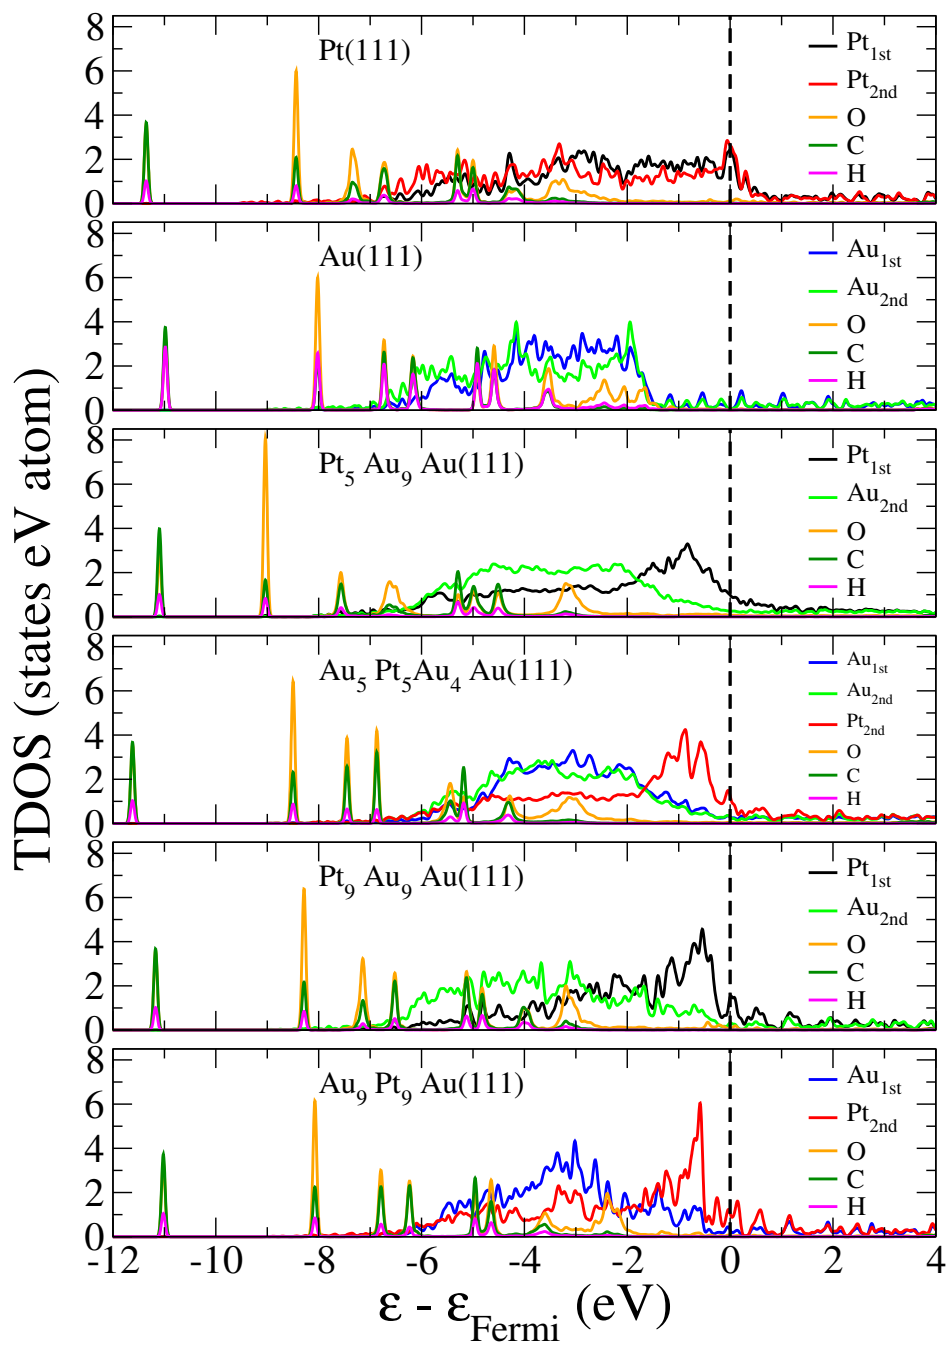 TDOS (states eV atom)
8
6
4
2
0
Pt(111)
Pt1st
Pt2nd
O
C
H
8
6
4
2
0
Au(111)
Au1st
Au2nd
O
C
H
8
6
4
2
0
Pt5 Au9 Au(111)
Pt1st
Au2nd
O
C
H
8
6
4
2
0
Au5 Pt5Au4 Au(111)
Au1st
Au2nd
Pt2nd
O
C
H
8
6
4
2
0
Pt9 Au9 Au(111)
Pt1st
Au2nd
O
C
H
8
6
4
2
0
Au9 Pt9 Au(111)
Au1st
Pt2nd
O
C
H
-12 -10 -8 -6 -4 -2 0 2 4
ε - εFermi (eV)